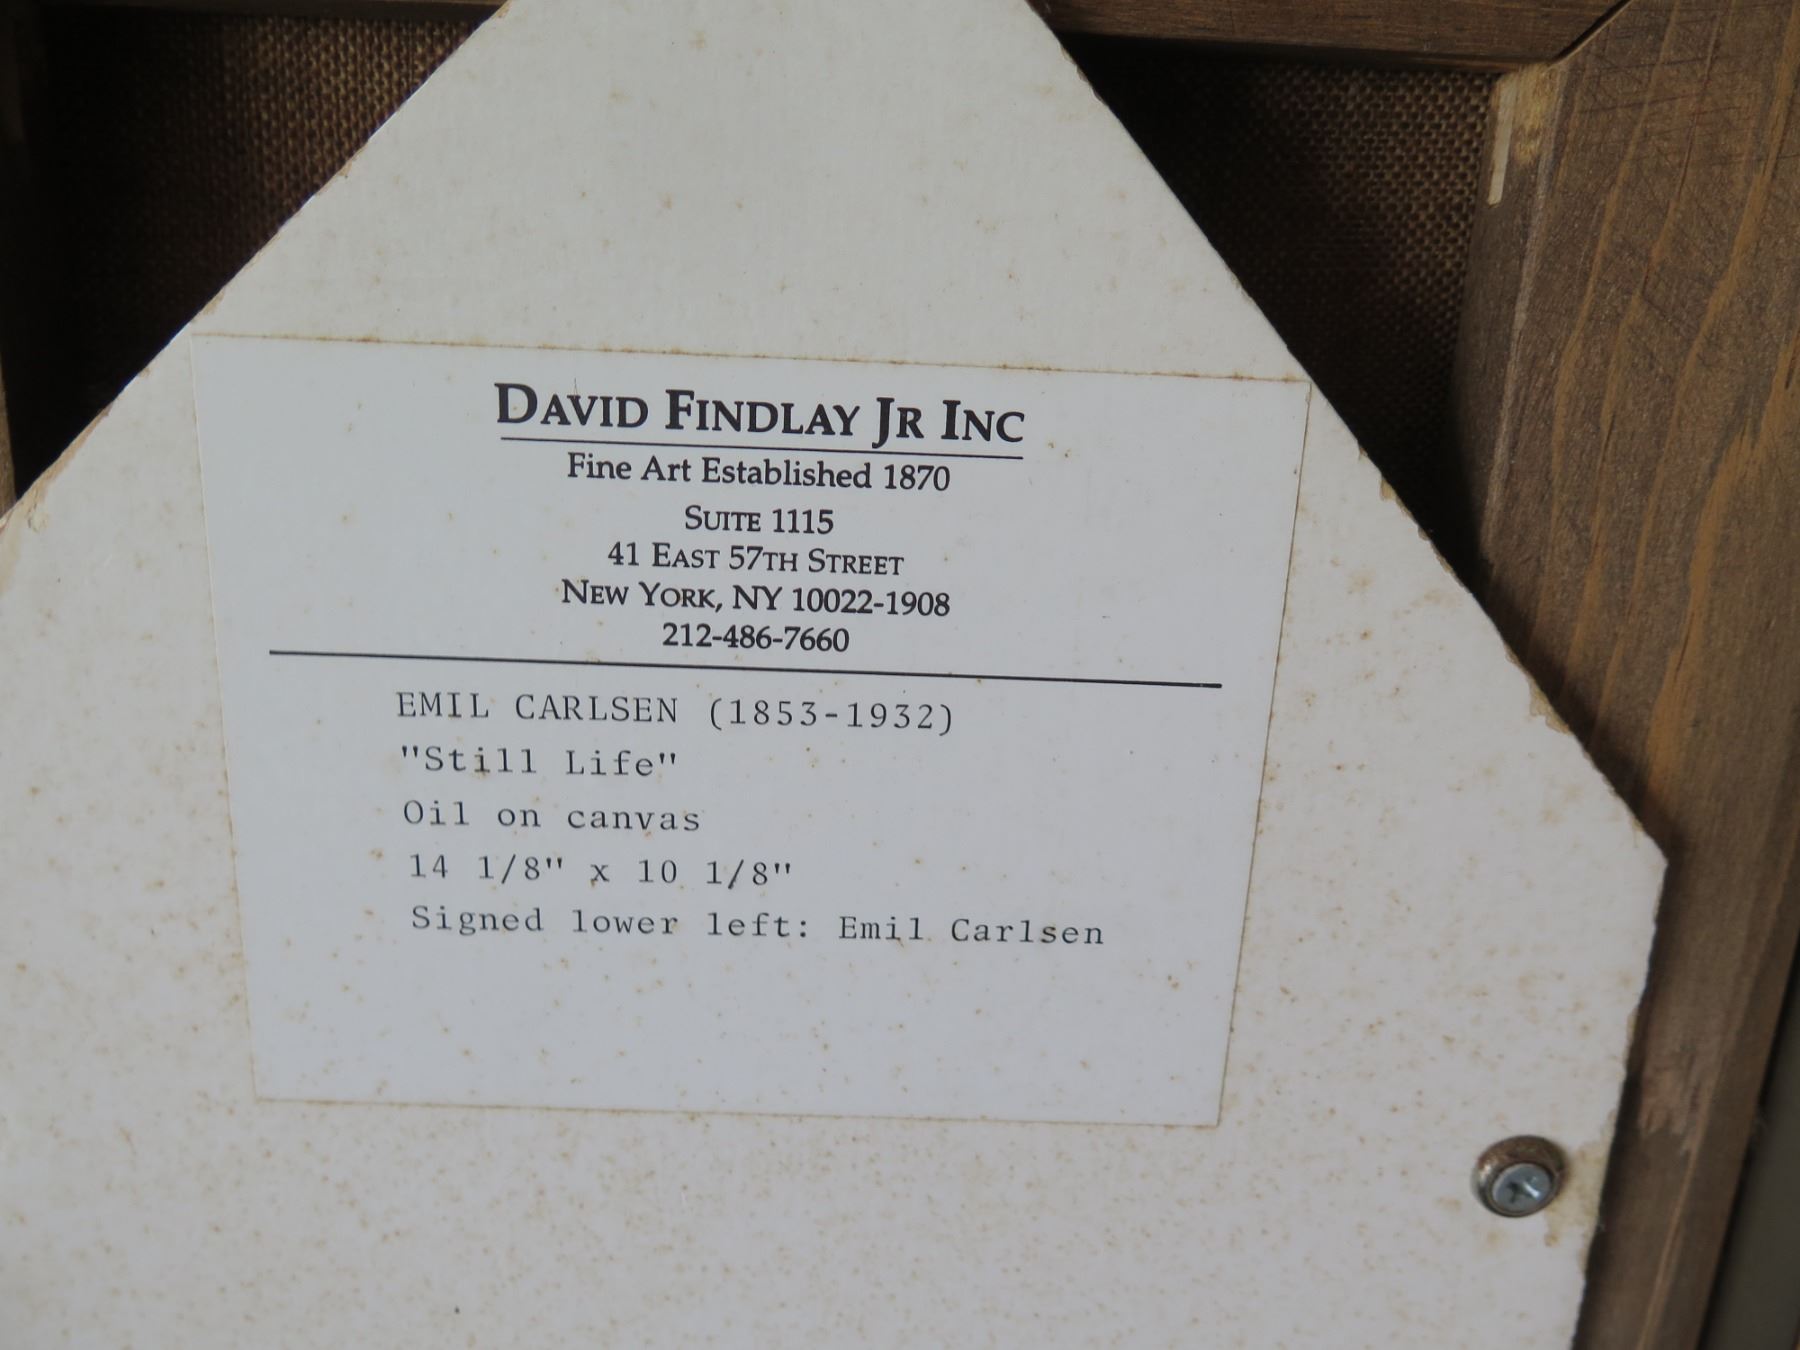 DAVID FINDLAY JR INC
Fine Art Established 1870
SUITE 1115
41 EAST 57TH STREET
NEW YORK, NY 10022-1908
212-486-7660
EMIL CARLSEN (1853-1932)
"Still Life"
Oil on canvas
14 1/8" x 10 1/8"
Signed lower left: Emil Carlsen